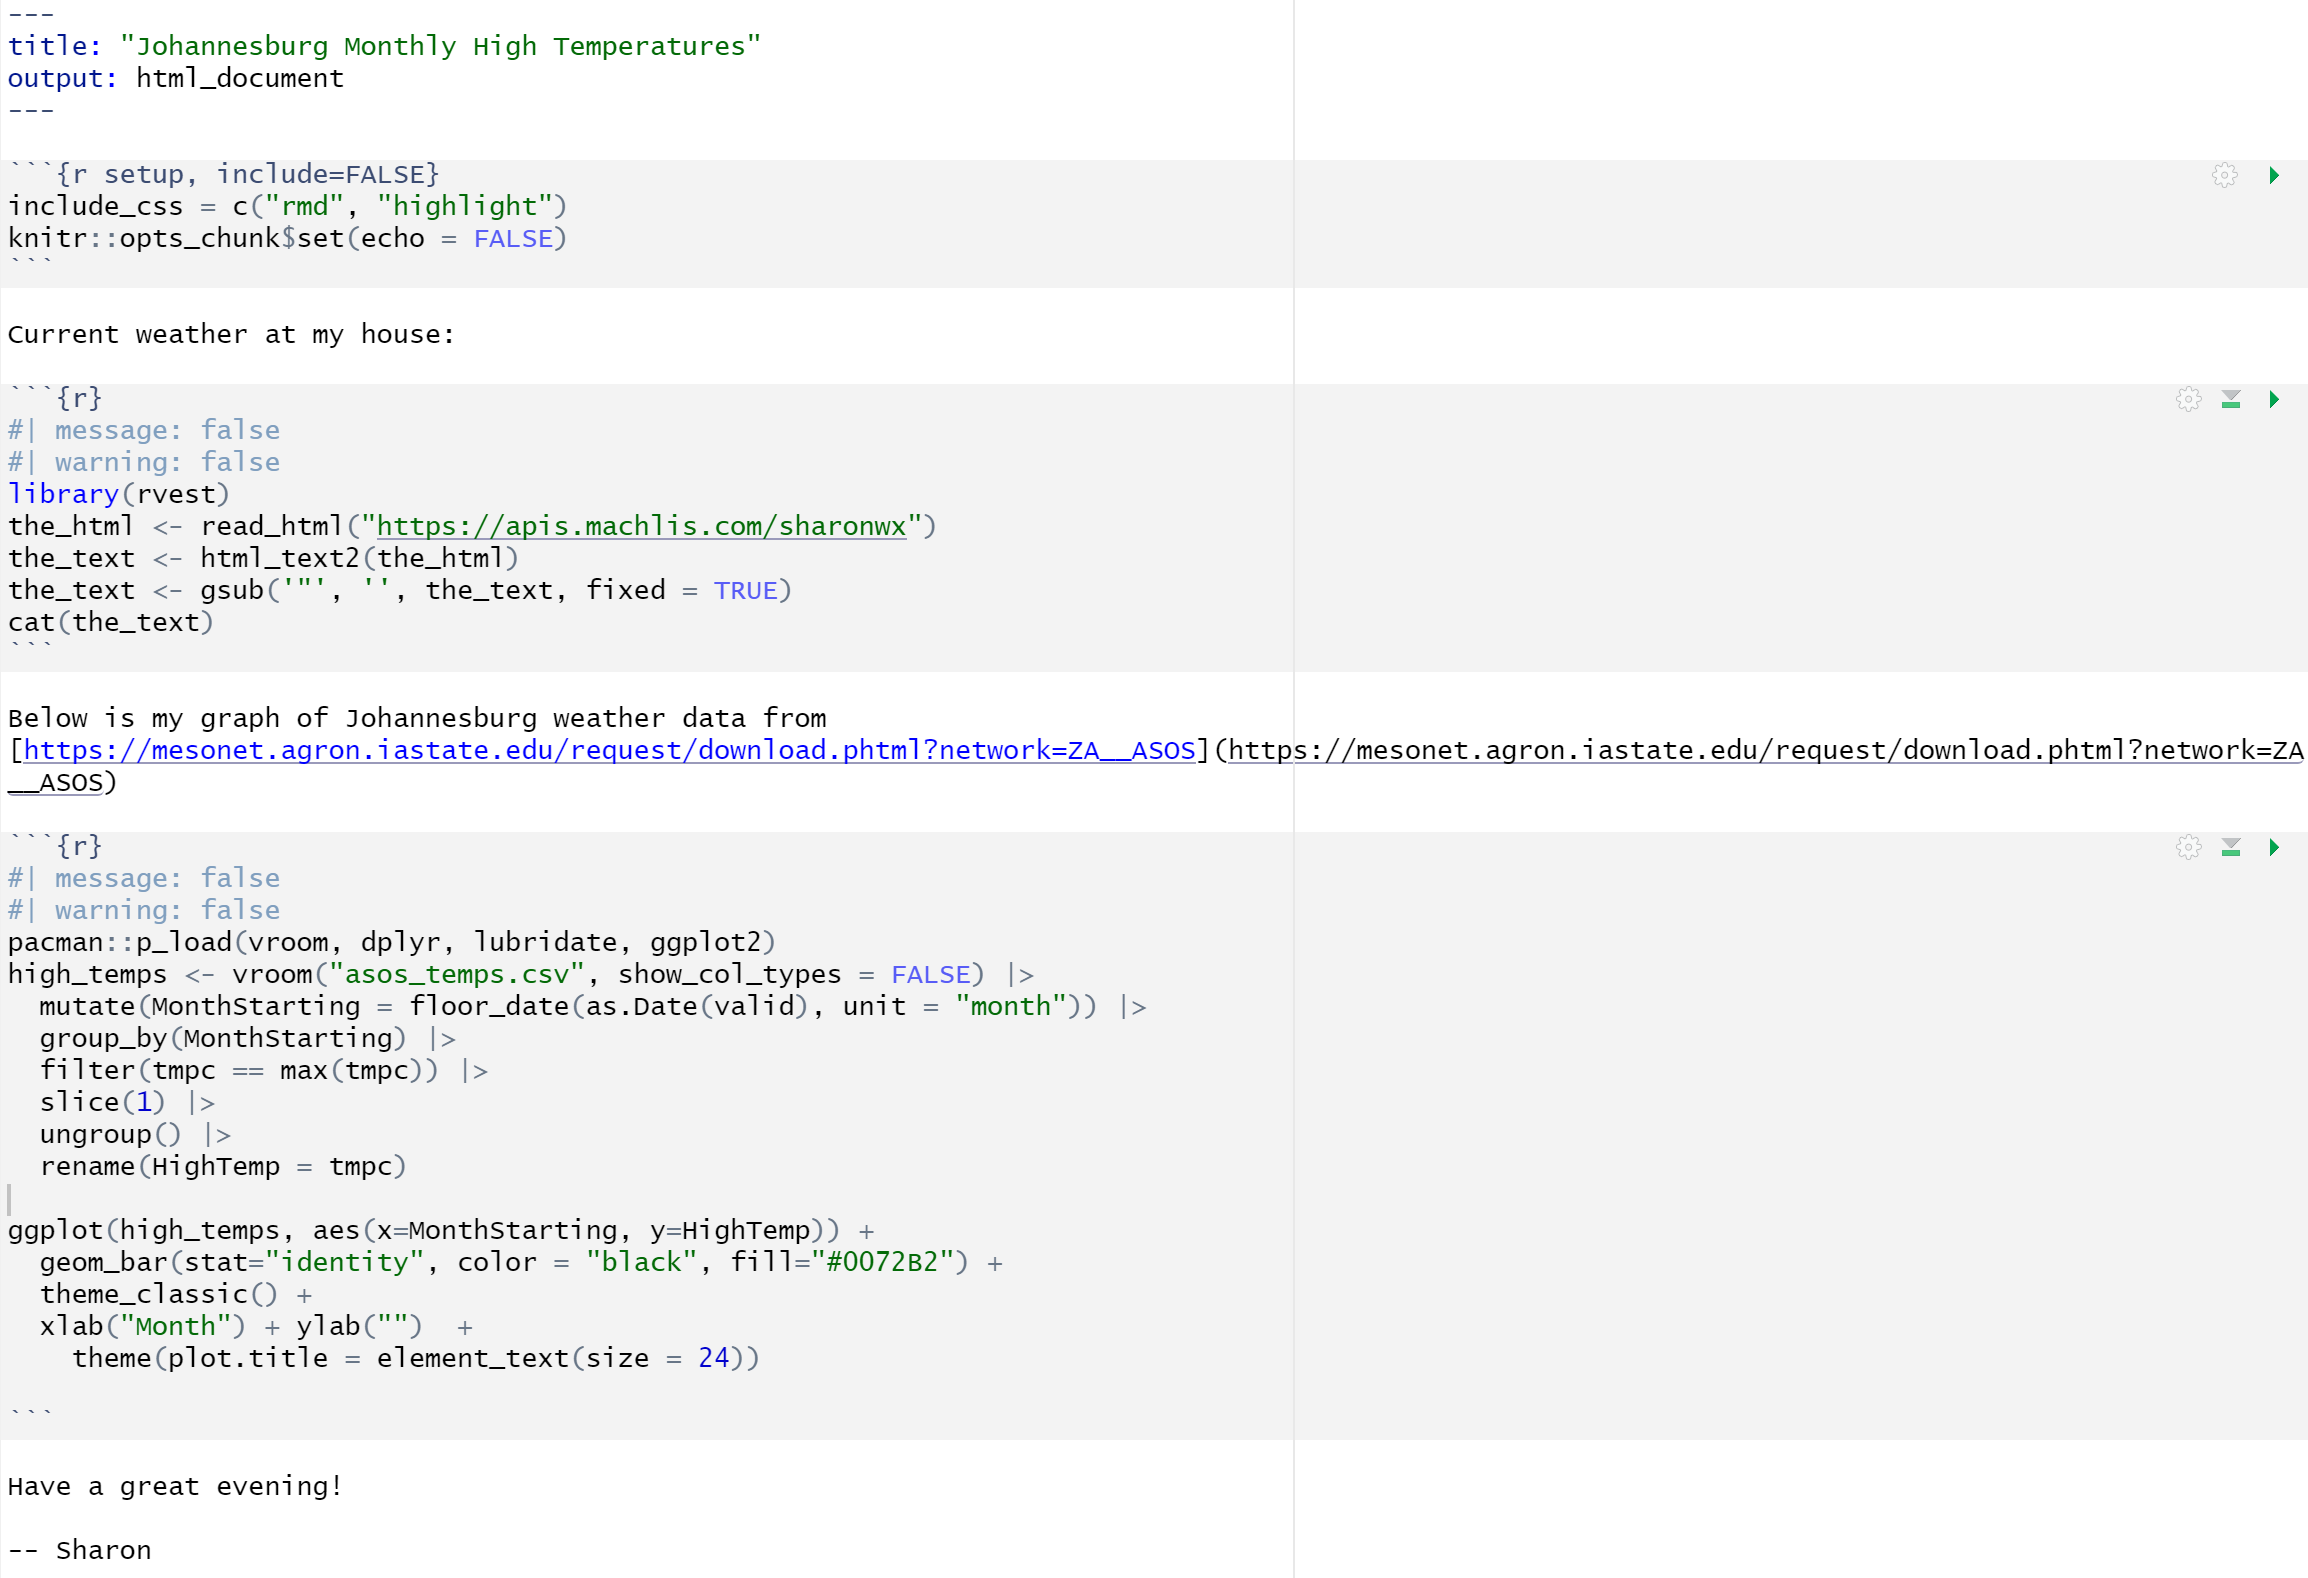 ---
title: "Johannesburg Monthly High Temperatures"
output: html_document
---
```{r setup, include=FALSE}
include_css = c("rmd", "highlight")
knitr::opts_chunk$set(echo = FALSE)
```
Current weather at my house:
```{r}
#| message: false
#| warning: false
library(rvest)
the_html <- read_html("https://apis.machlis.com/sharonwx")
the_text <- html_text2(the_html)
the_text <- gsub('"', '', the_text, fixed = TRUE)
cat(the_text)
```
Below is my graph of Johannesburg weather data from
[https://mesonet.agron.iastate.edu/request/download.phtml?network=ZA__ASOS](https://mesonet.agron.iastate.edu/request/download.phtml?network=ZA
__ASOS)
```{r}
#| message: false
#| warning: false
pacman::p_load(vroom, dplyr, lubridate, ggplot2)
high_temps <- vroom("asos_temps.csv", show_col_types = FALSE) |>
  mutate(MonthStarting = floor_date(as.Date(valid), unit = "month")) |>
  group_by(MonthStarting) |>
  filter(tmpc == max(tmpc)) |>
  slice(1) |>
  ungroup() |>
  rename(HighTemp = tmpc)
ggplot(high_temps, aes(x=MonthStarting, y=HighTemp)) +
  geom_bar(stat="identity", color = "black", fill="#0072B2") +
  theme_classic() +
  xlab("Month") + ylab("")  +
    theme(plot.title = element_text(size = 24))
```
Have a great evening!
-- Sharon